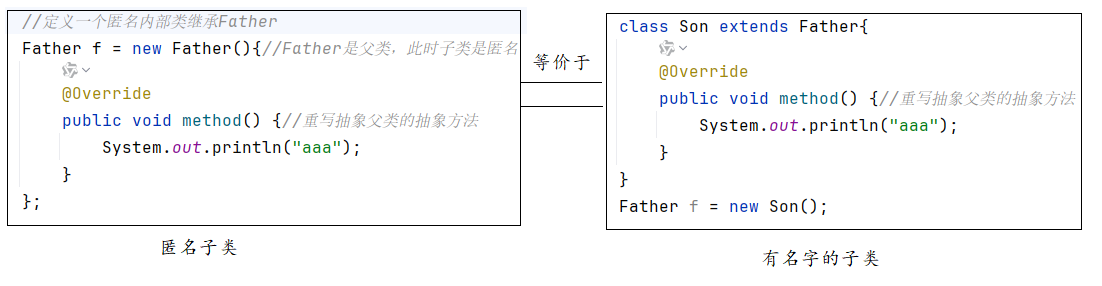 //定义一个匿名内部类继承Father
Father f = new Father(){//Father是父类，此时子类是匿名
@Override
public void method() {//重写抽象父类的抽象方法
System.out.println("aaa");
}
};
匿名子类
等价于
class Son extends Father{
@Override
public void method() {//重写抽象父类的抽象方法
System.out.println("aaa");
}
}
Father f = new Son();
有名字的子类